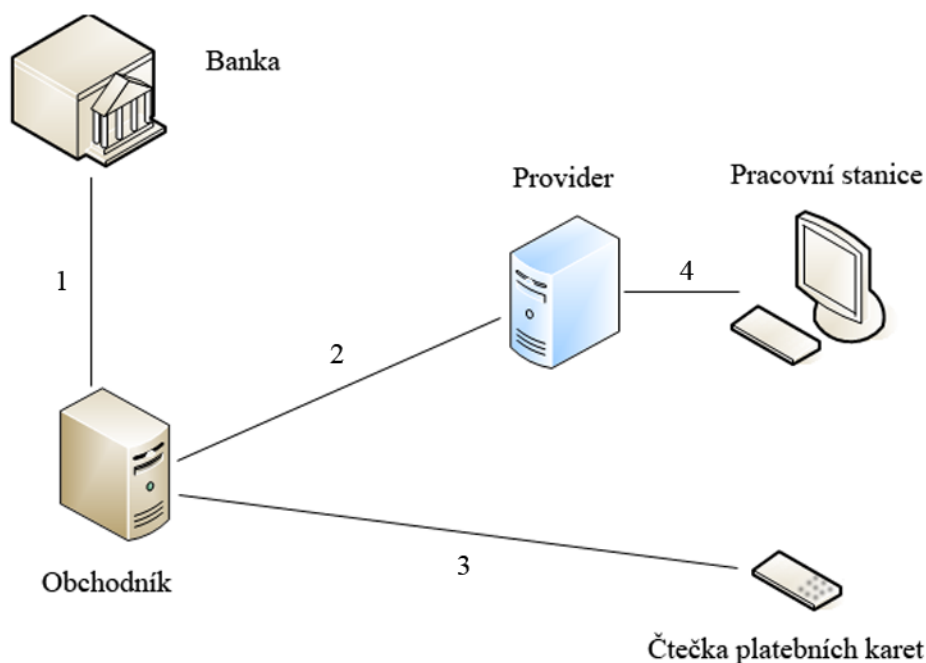 Banka
Provider
Pracovní stanice
1
4
2
3
Obchodník
Čtečka platebních karet